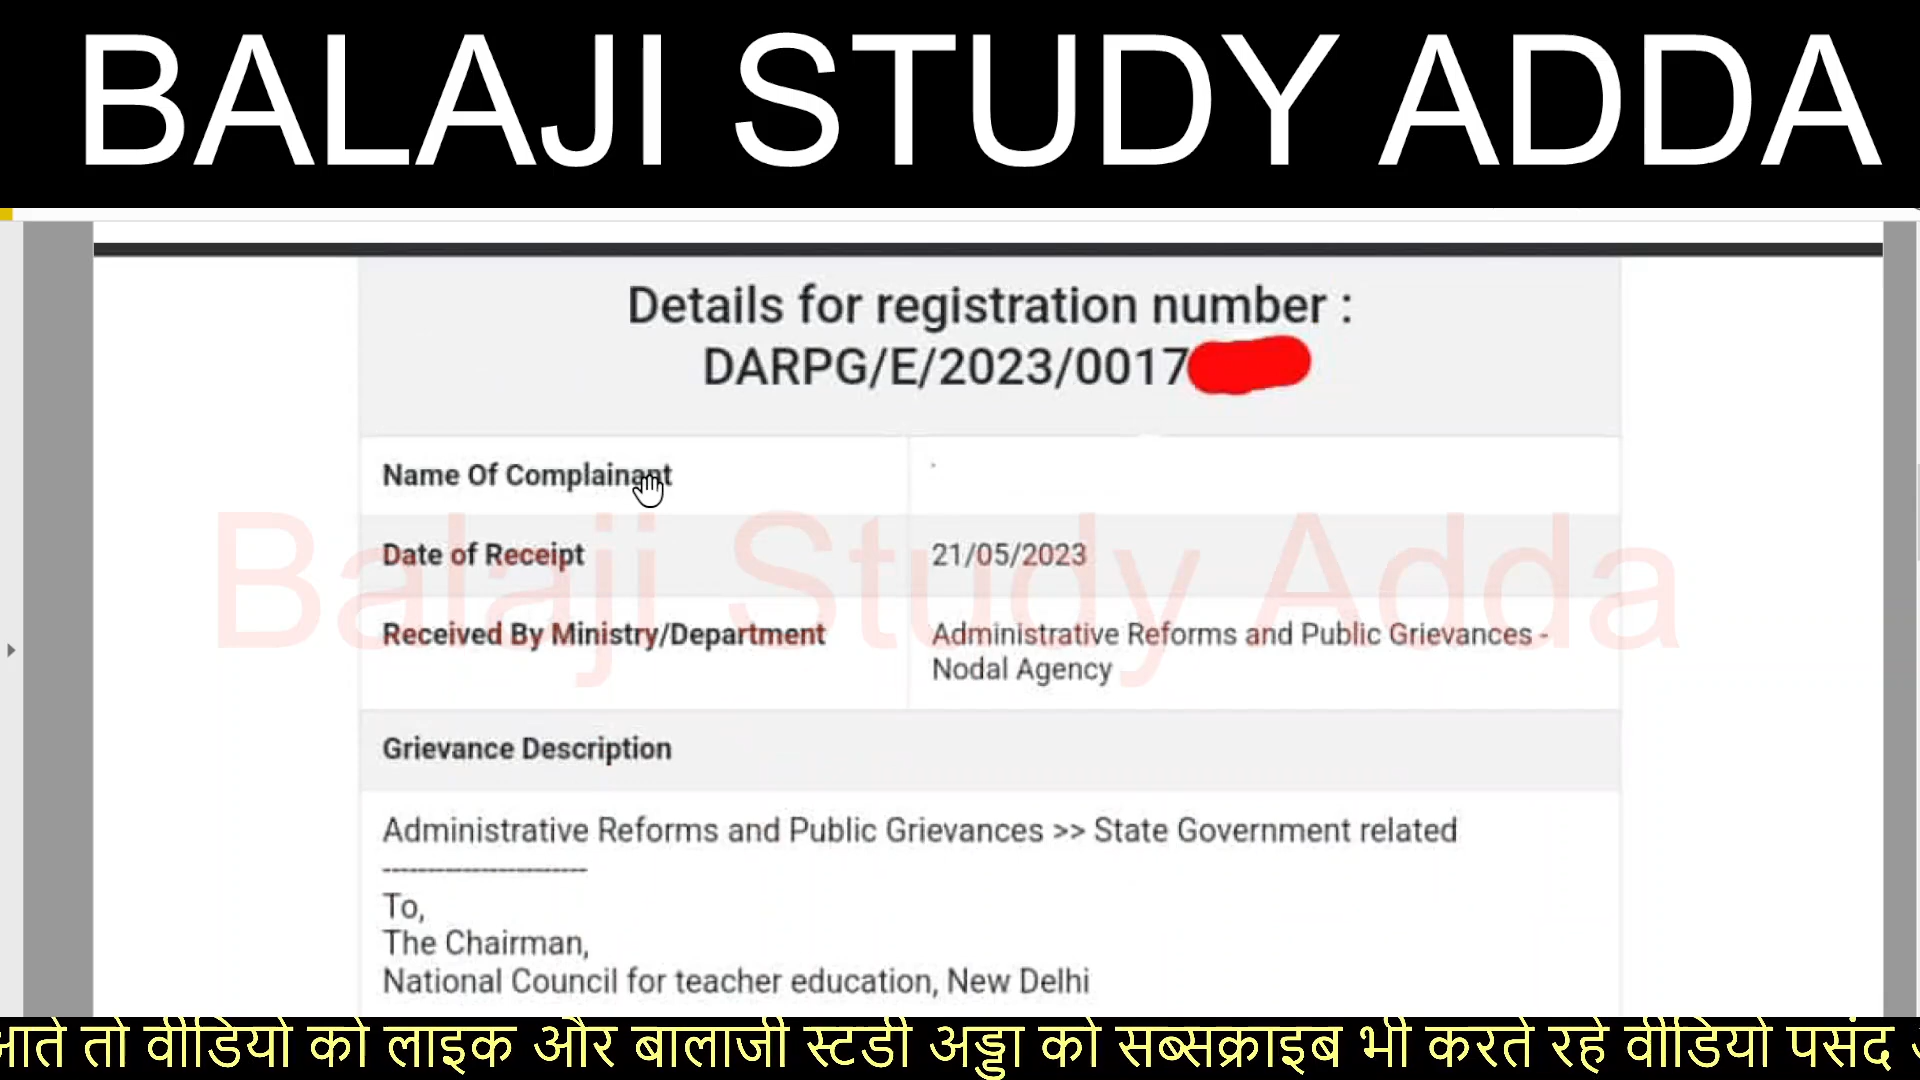 BALAJI STUDY ADDA
Details for registration number :
DARPG/E/2023/0017
Name Of Complainant
Date of Receipt 21/05/2023
Received By Ministry/Department Administrative Reforms and Public Grievances -
Nodal Agency
Balaji Study Adda
Grievance Description
Administrative Reforms and Public Grievances >> State Government related
-----------------------
To,
The Chairman,
National Council for teacher education, New Delhi
तो वीडियो को लाइक और बालाजी स्टडी अड्डा को सब्सक्राइब भी करते रहे वीडियो पसंद